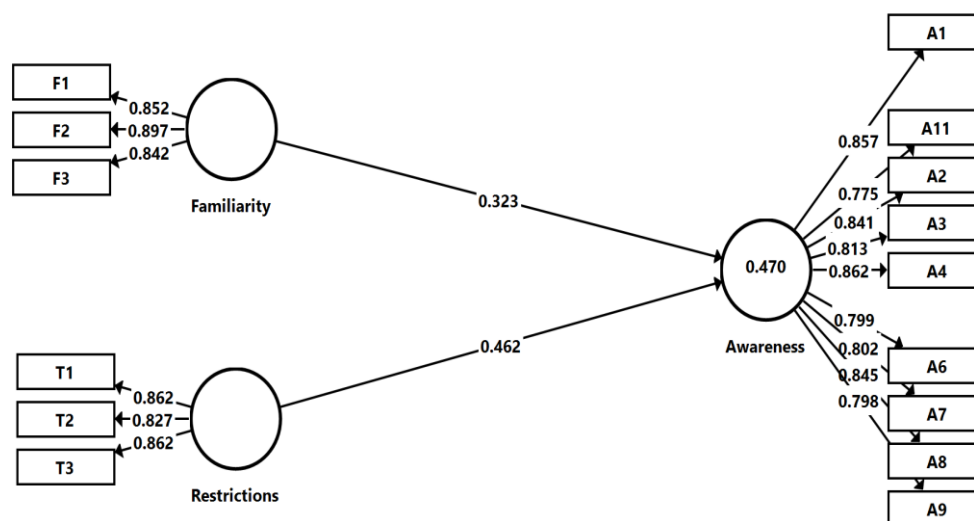 A1
F1
0.852
F2
0.897
F3
0.842
Familiarity
0.323
0.857
A11
0.775
A2
0.841
A3
0.813
A4
0.862
0.470
Awareness
0.462
0.799
A6
0.802
A7
0.845
A8
0.798
A9
T1
0.862
T2
0.827
T3
0.862
Restrictions